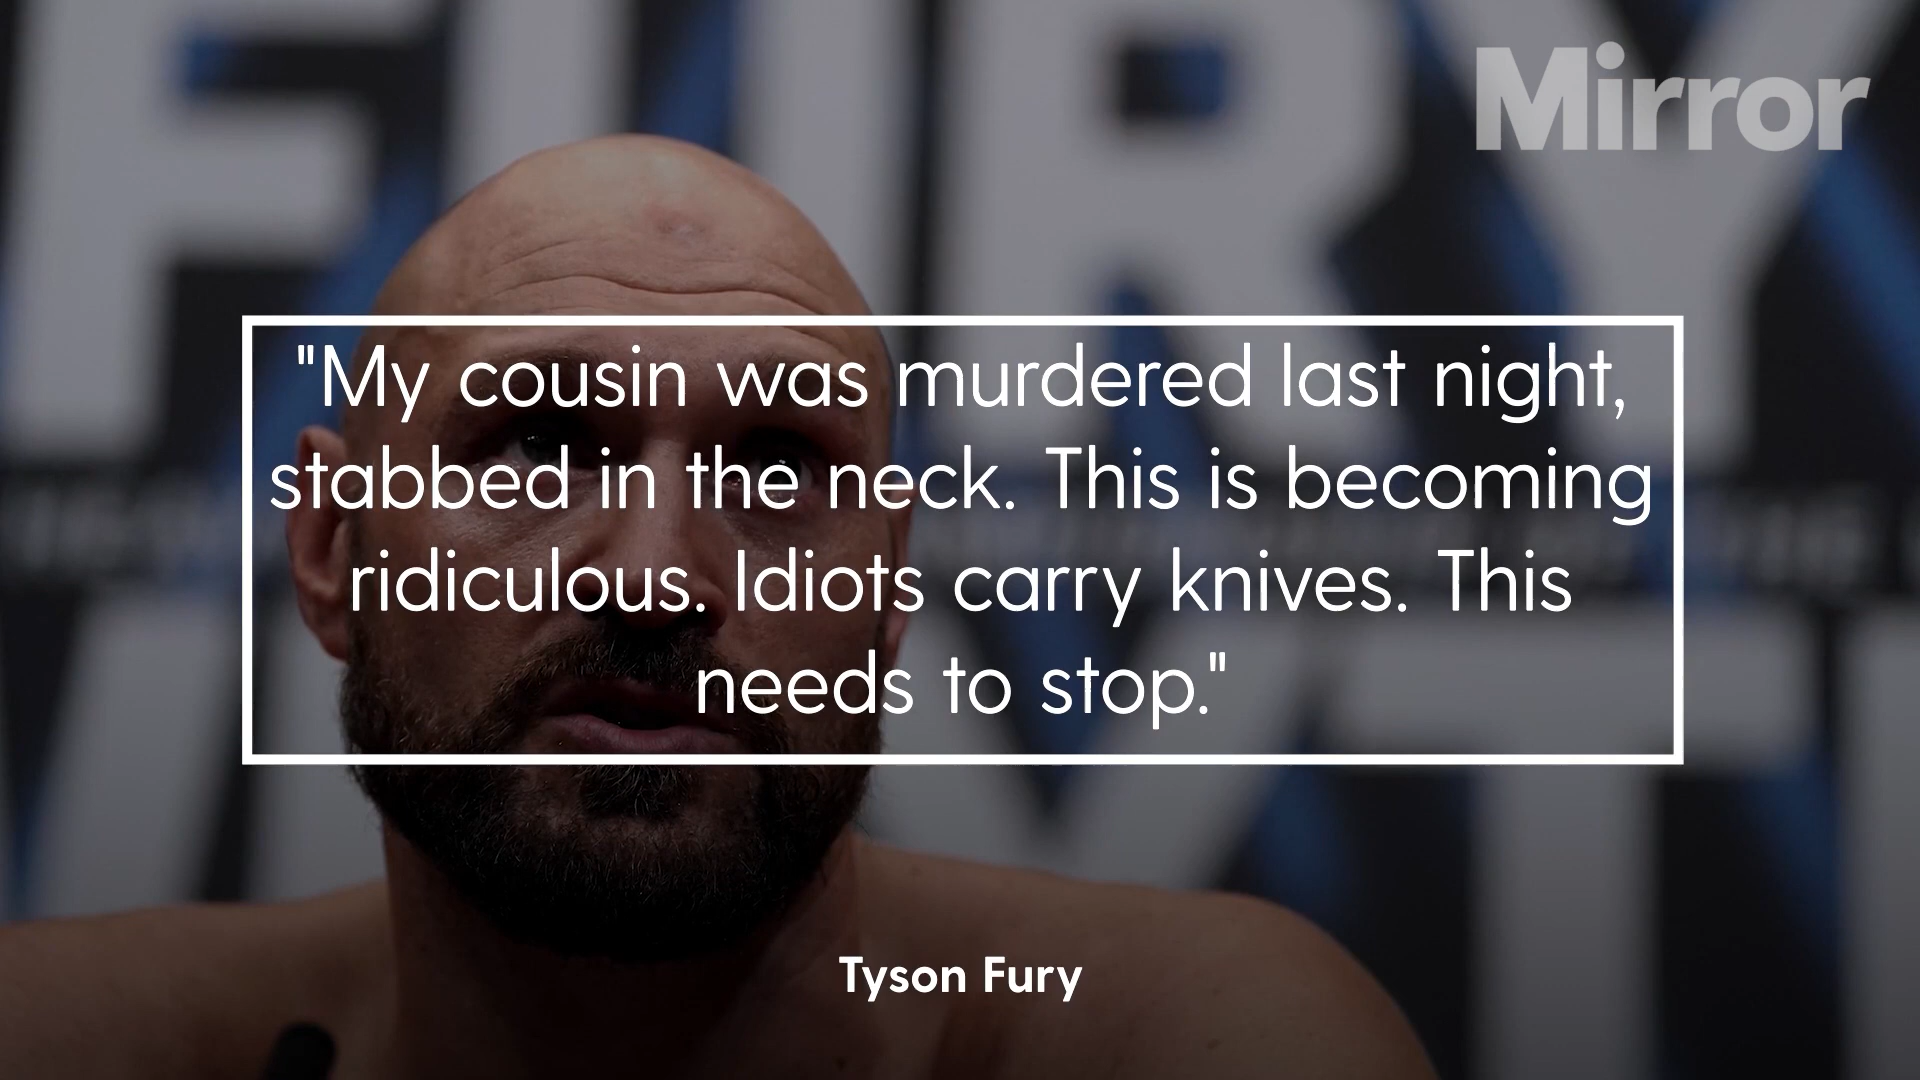 FURY
Mirror
"My cousin was murdered last night,
stabbed in the neck. This is becoming
ridiculous. Idiots carry knives. This
needs to stop."
Tyson Fury